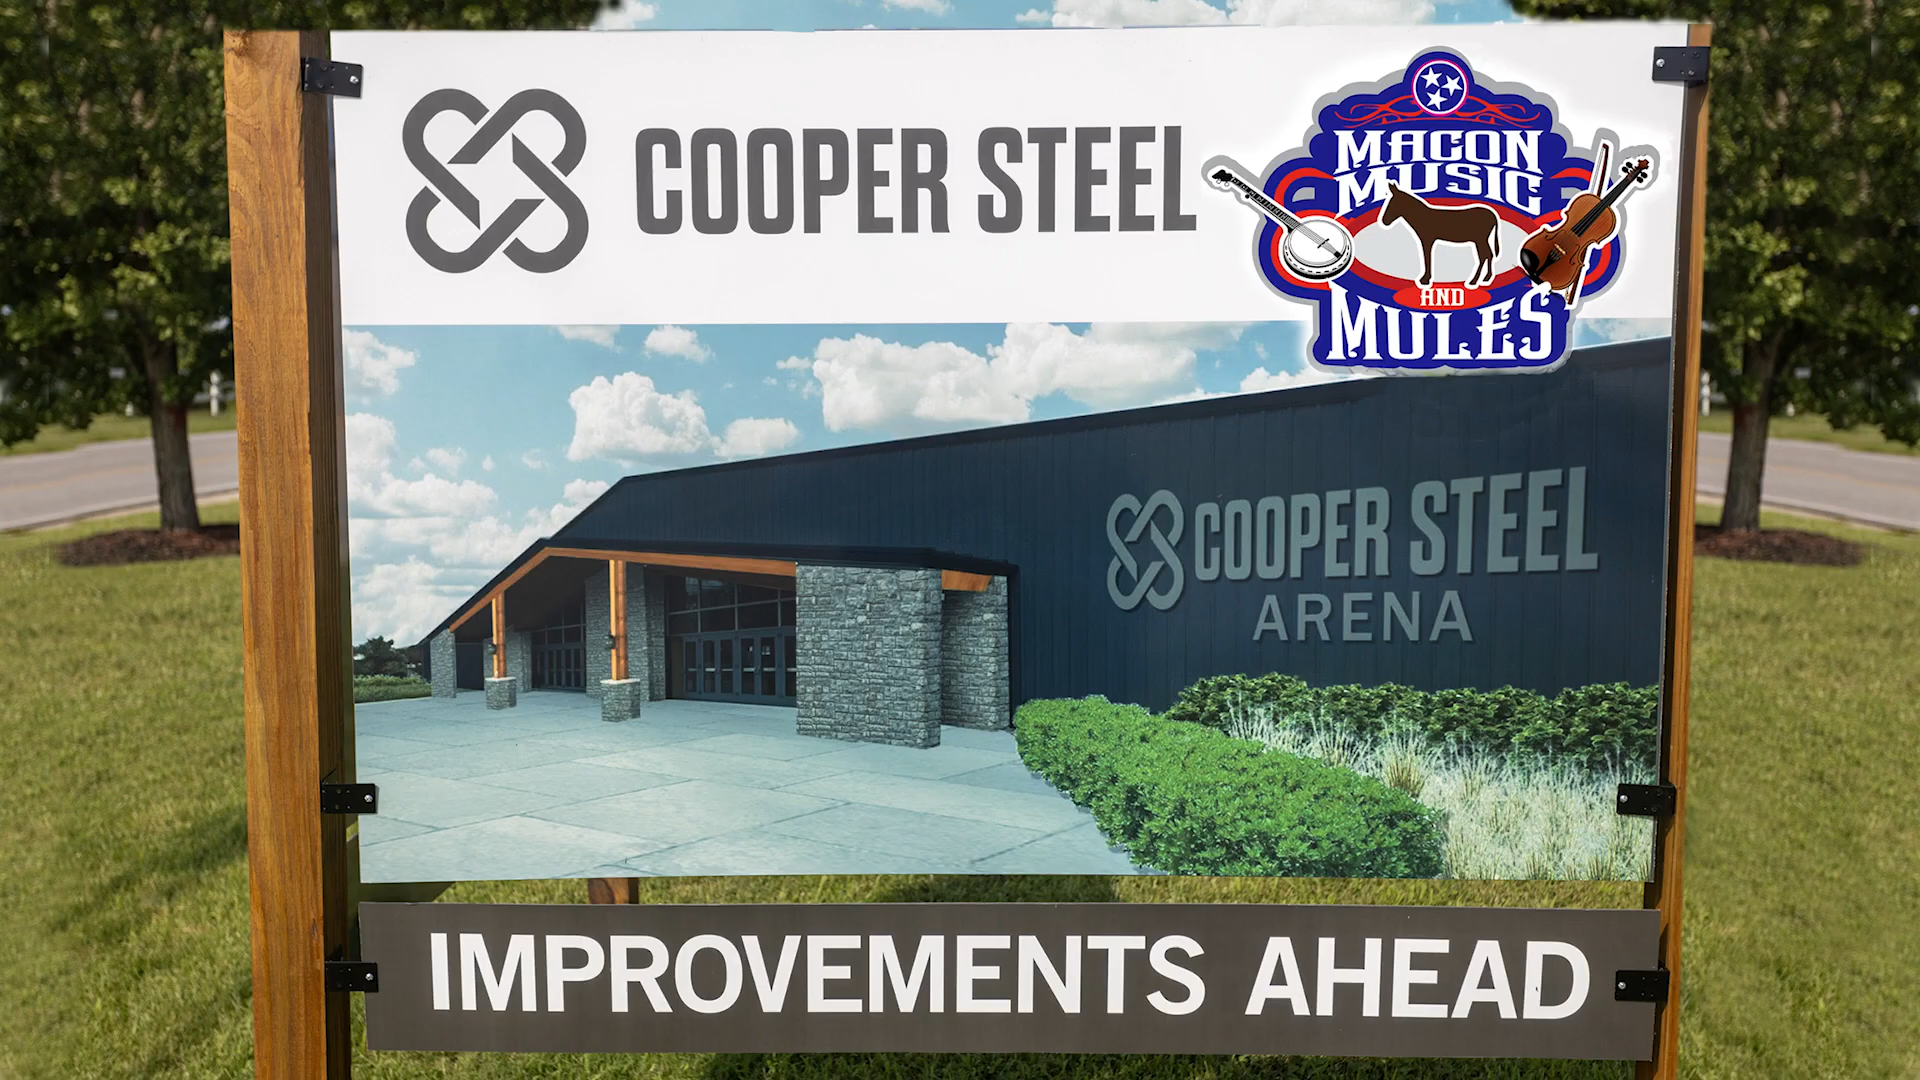 COOPER STEEL
MACON
MUSIC
AND
MULES
COOPER STEEL
ARENA
IMPROVEMENTS AHEAD